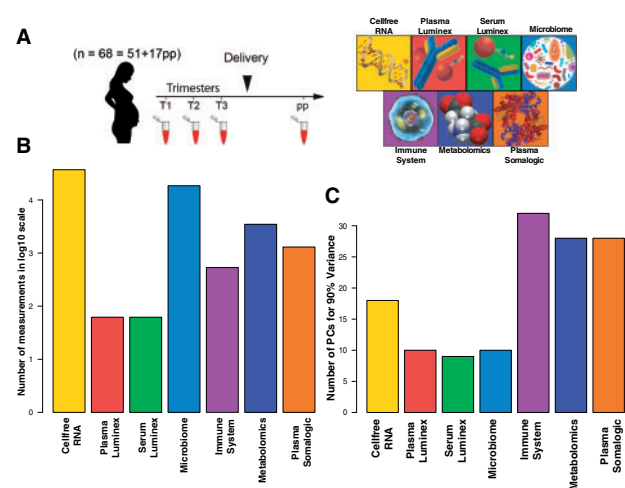 A
(n = 68 = 51+17pp)
Delivery
Trimesters
T1 T2 T3 pp
Cellfree RNA
Plasma Luminex
Serum Luminex
Microbiome
Immune System
Metabolomics
Plasma Somalogic
B
Number of measurements in log10 scale
0
1
2
3
4
Cellfree RNA
Plasma Luminex
Serum Luminex
Microbiome
Immune System
Metabolomics
Plasma Somalogic
C
Number of PCs for 90% Variance
0
5
10
15
20
25
30
Cellfree RNA
Plasma Luminex
Serum Luminex
Microbiome
Immune System
Metabolomics
Plasma Somalogic